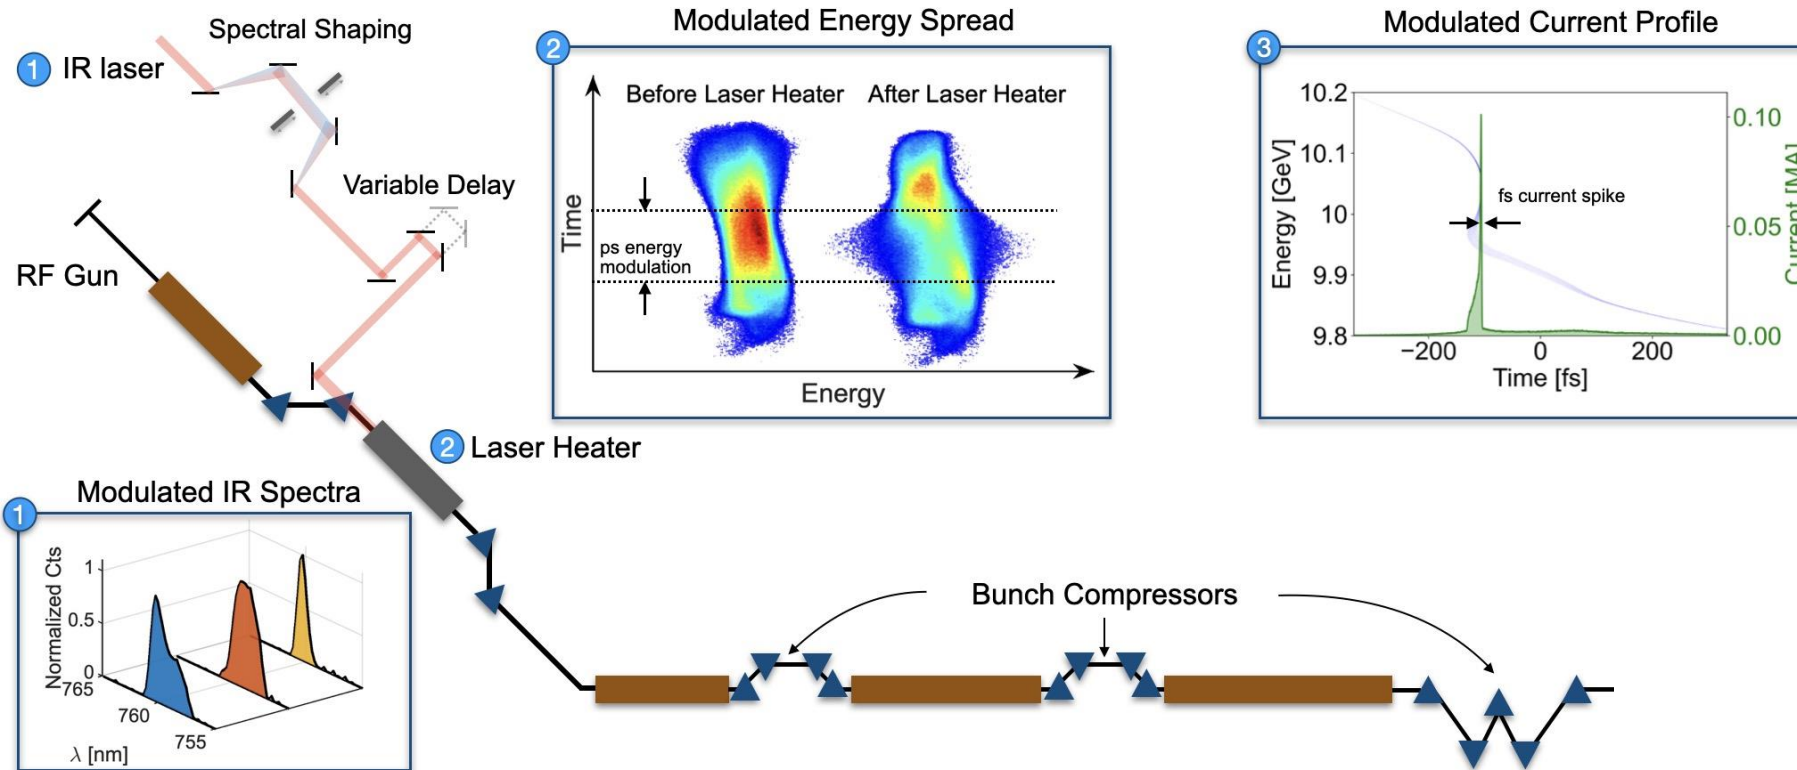 Spectral Shaping
1 IR laser
Variable Delay
RF Gun
2 Laser Heater
Bunch Compressors
Modulated Energy Spread
2
Before Laser Heater After Laser Heater
Time
ps energy
modulation
Energy
Modulated Current Profile
3
10.2
10.1
10
9.9
9.8
Energy [GeV]
fs current spike
0.10
0.05
0.00
Current [MA]
−200 0 200
Time [fs]
Modulated IR Spectra
1
Normalized Cts
1
0.5
0
765
760
755
λ [nm]